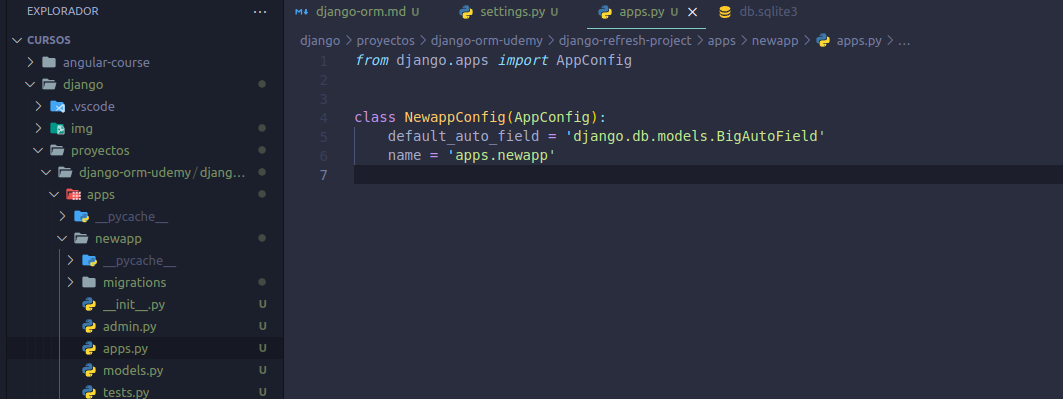 EXPLORADOR ...
CURSOS
angular-course
django
.vscode
img
proyectos
django-orm-udemy / djang...
apps
__pycache__
newapp
__pycache__
migrations
__init__.py U
admin.py U
apps.py U
models.py U
tests.py U
django-orm.md U settings.py U apps.py U × db.sqlite3
django > proyectos > django-orm-udemy > django-refresh-project > apps > newapp > apps.py > ...
1 from django.apps import AppConfig
2
3
4 class NewappConfig(AppConfig):
5 default_auto_field = 'django.db.models.BigAutoField'
6 name = 'apps.newapp'
7